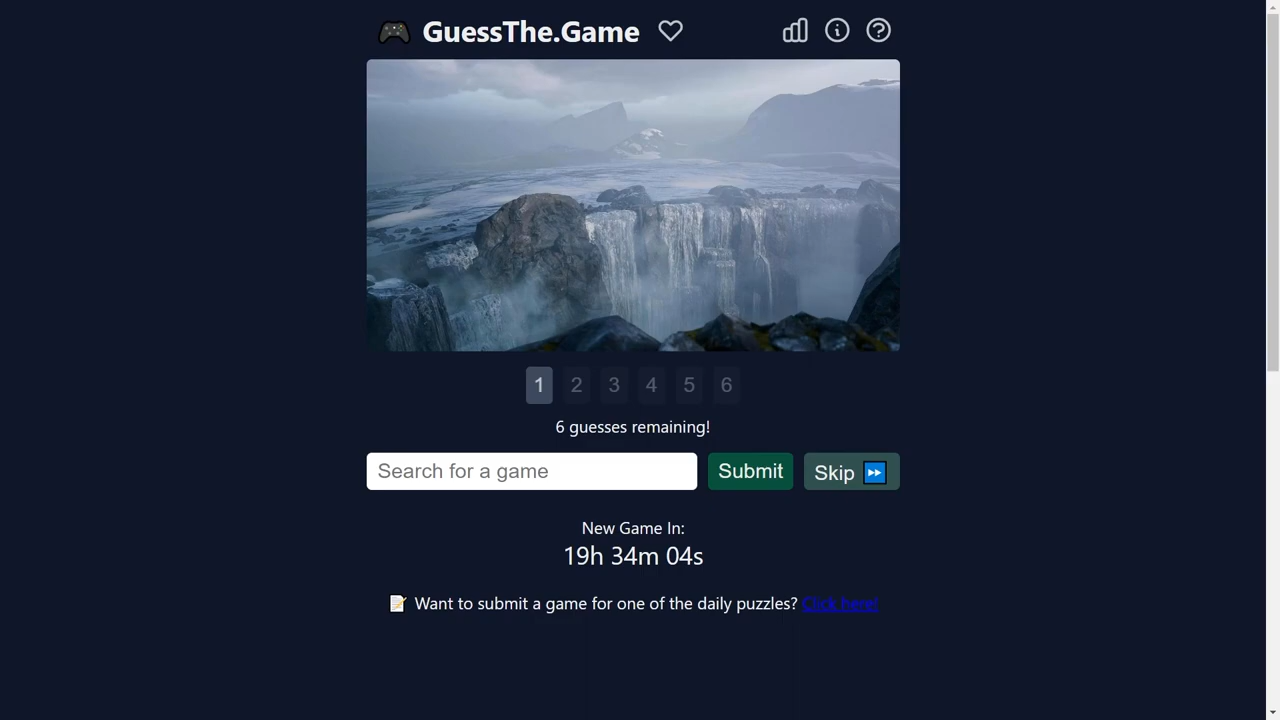 GuessThe.Game
1 2 3 4 5 6
6 guesses remaining!
Search for a game
Submit
Skip
New Game In:
19h 34m 04s
Want to submit a game for one of the daily puzzles? Click here!